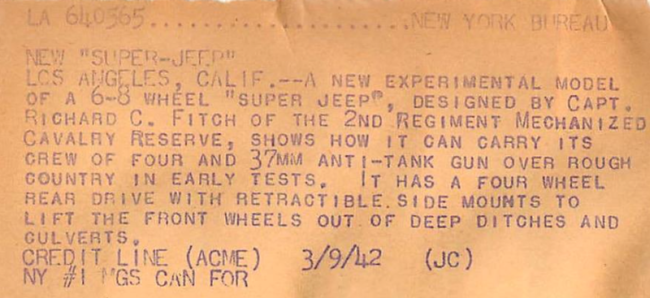 LA 640565.......................NEW YORK BUREAU
NEW "SUPER-JEEP"
LOS ANGELES, CALIF.--A NEW EXPERIMENTAL MODEL
OF A 6-8 WHEEL "SUPER JEEP", DESIGNED BY CAPT.
RICHARD C. FITCH OF THE 2ND REGIMENT MECHANIZED
CAVALRY RESERVE, SHOWS HOW IT CAN CARRY ITS
CREW OF FOUR AND 37MM ANTI-TANK GUN OVER ROUGH
COUNTRY IN EARLY TESTS. IT HAS A FOUR WHEEL
REAR DRIVE WITH RETRACTIBLE SIDE MOUNTS TO
LIFT THE FRONT WHEELS OUT OF DEEP DITCHES AND
CULVERTS.
CREDIT LINE (ACME) 3/9/42 (JC)
NY #1 NGS CAN FOR